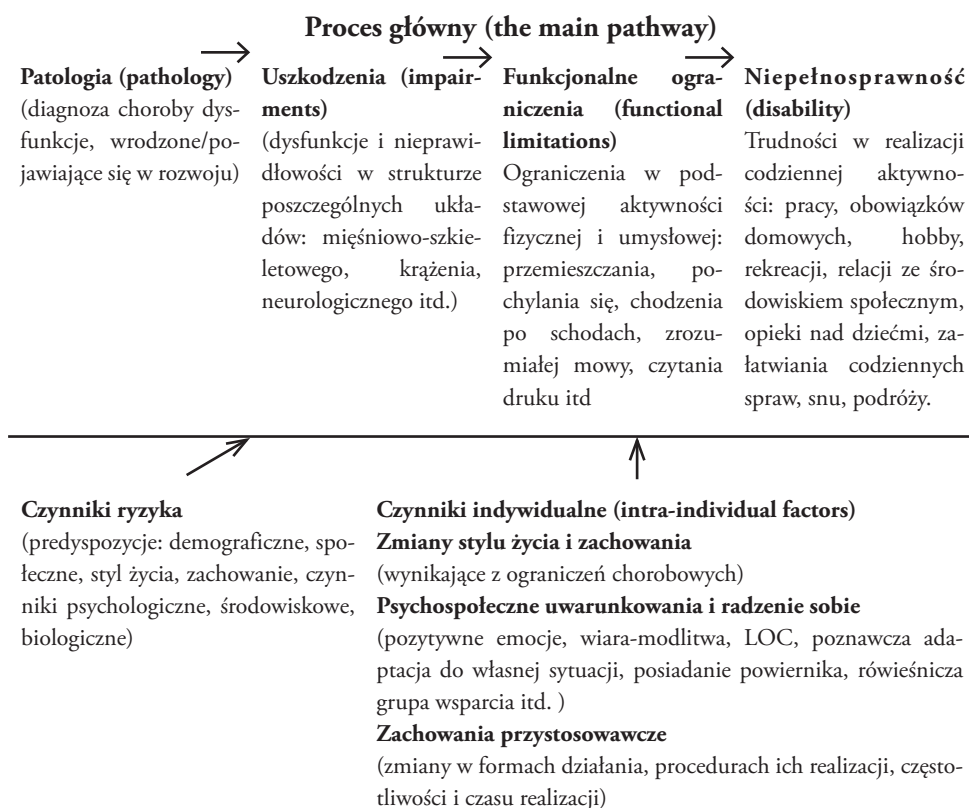 Proces główny (the main pathway)
Patologia (pathology)
(diagnoza choroby dys-
funkcje, wrodzone/po-
jawiające się w rozwoju)
Uszkodzenia (impair-
ments)
(dysfunkcje i nieprawi-
dłowości w strukturze
poszczególnych ukła-
dów: mięśniowo-szkie-
letowego, krążenia,
neurologicznego itd.)
Funkcjonalne ogra-
niczenia (functional
limitations)
Ograniczenia w pod-
stawowej aktywności
fizycznej i umysłowej:
przemieszczania, po-
chylania się, chodzenia
po schodach, zrozu-
miałej mowy, czytania
druku itd
Niepełnosprawność
(disability)
Trudności w realizacji
codziennej aktywno-
ści: pracy, obowiązków
domowych, hobby,
rekreacji, relacji ze śro-
dowiskiem społecznym,
opieki nad dziećmi, za-
łatwiania codziennych
spraw, snu, podróży.
Czynniki ryzyka
(predyspozycje: demograficzne, spo-
łeczne, styl życia, zachowanie, czyn-
niki psychologiczne, środowiskowe,
biologiczne)
Czynniki indywidualne (intra-individual factors)
Zmiany stylu życia i zachowania
(wynikające z ograniczeń chorobowych)
Psychospołeczne uwarunkowania i radzenie sobie
(pozytywne emocje, wiara-modlitwa, LOC, poznawcza ada-
ptacja do własnej sytuacji, posiadanie powiernika, rówieśnicza
grupa wsparcia itd. )
Zachowania przystosowawcze
(zmiany w formach działania, procedurach ich realizacji, często-
tliwości i czasu realizacji)